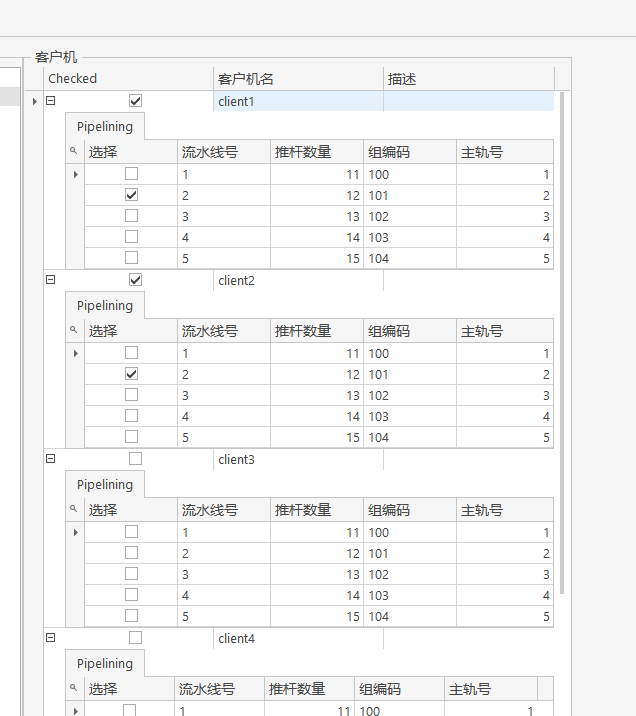 客户机
Checked 客户机名 描述
client1
Pipelining
选择 流水线号 推杆数量 组编码 主轨号
1 11 100 1
2 12 101 2
3 13 102 3
4 14 103 4
5 15 104 5
client2
Pipelining
选择 流水线号 推杆数量 组编码 主轨号
1 11 100 1
2 12 101 2
3 13 102 3
4 14 103 4
5 15 104 5
client3
Pipelining
选择 流水线号 推杆数量 组编码 主轨号
1 11 100 1
2 12 101 2
3 13 102 3
4 14 103 4
5 15 104 5
client4
Pipelining
选择 流水线号 推杆数量 组编码 主轨号
1 11 100 1